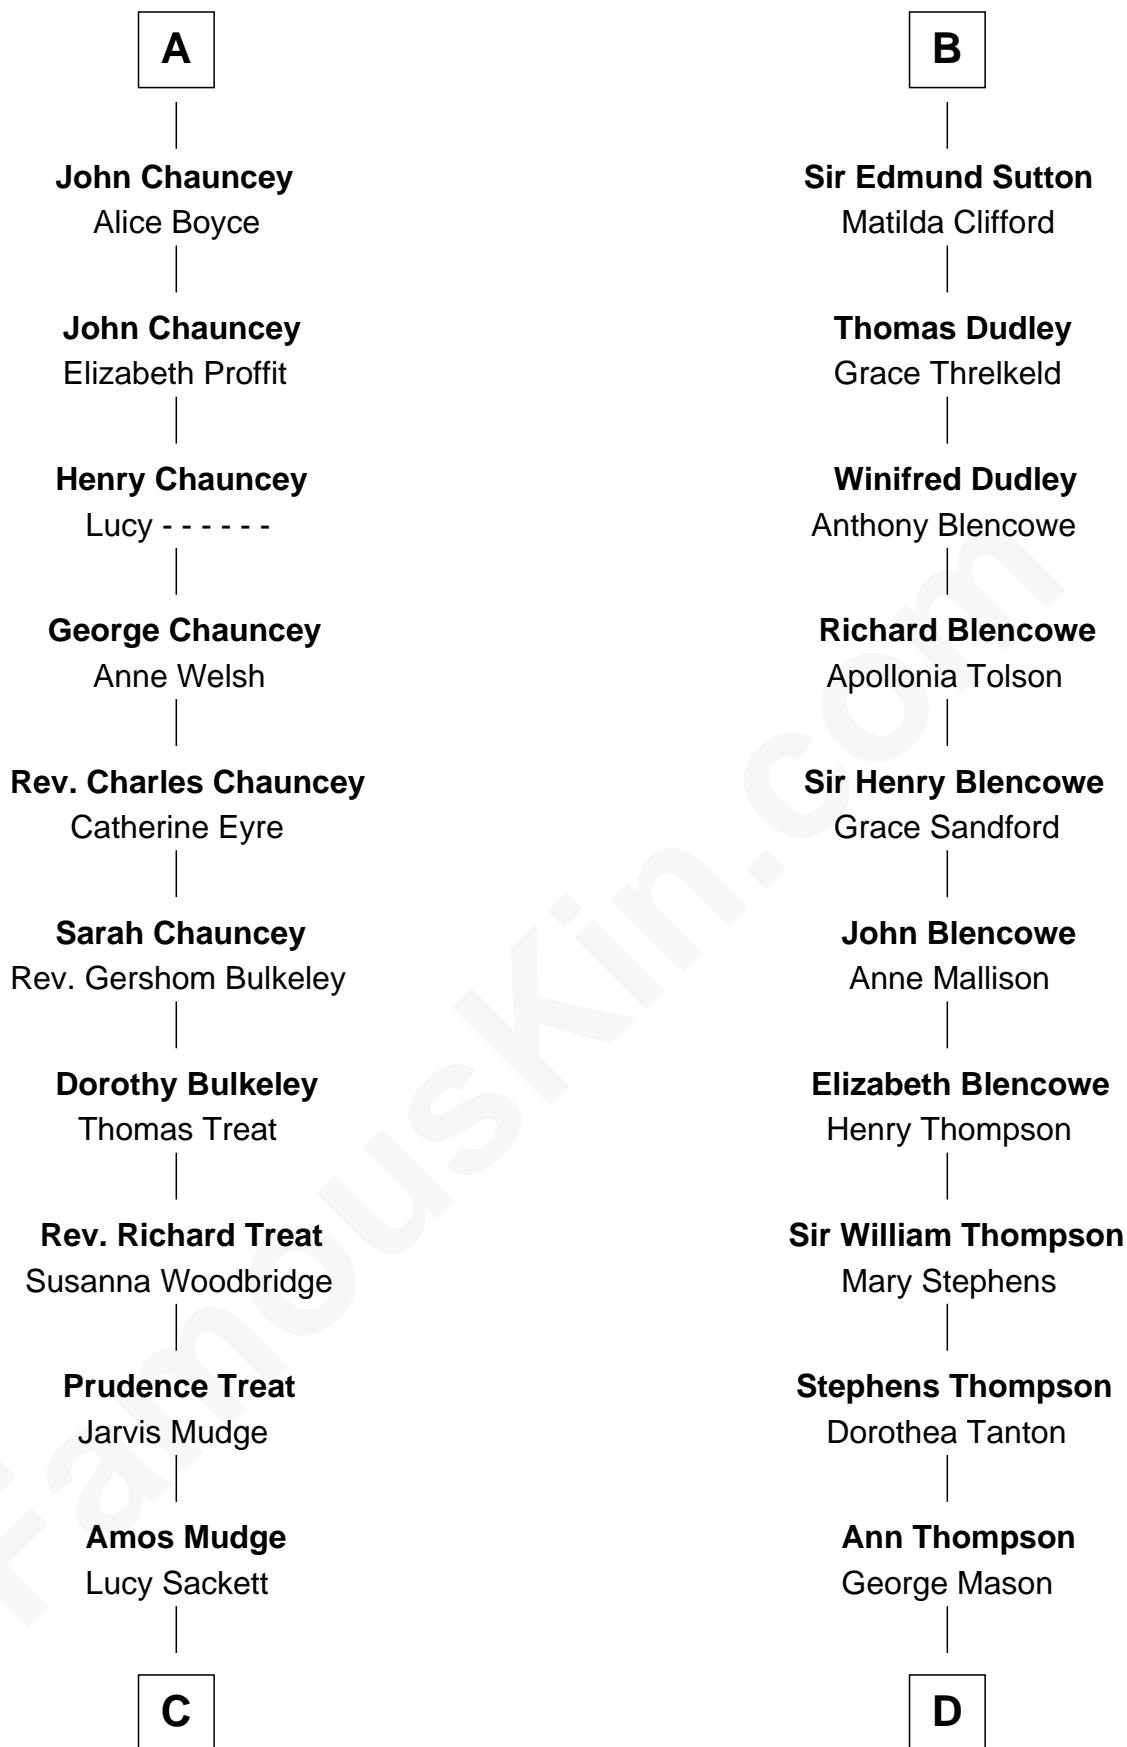 A
John Chauncey
Alice Boyce
John Chauncey
Elizabeth Proffit
Henry Chauncey
Lucy - - - - - -
George Chauncey
Anne Welsh
Rev. Charles Chauncey
Catherine Eyre
Sarah Chauncey
Rev. Gershom Bulkeley
Dorothy Bulkeley
Thomas Treat
Rev. Richard Treat
Susanna Woodbridge
Prudence Treat
Jarvis Mudge
Amos Mudge
Lucy Sackett
C
B
Sir Edmund Sutton
Matilda Clifford
Thomas Dudley
Grace Threlkeld
Winifred Dudley
Anthony Blencowe
Richard Blencowe
Apollonia Tolson
Sir Henry Blencowe
Grace Sandford
John Blencowe
Anne Mallison
Elizabeth Blencowe
Henry Thompson
Sir William Thompson
Mary Stephens
Stephens Thompson
Dorothea Tanton
Ann Thompson
George Mason
D
FamousKin.com